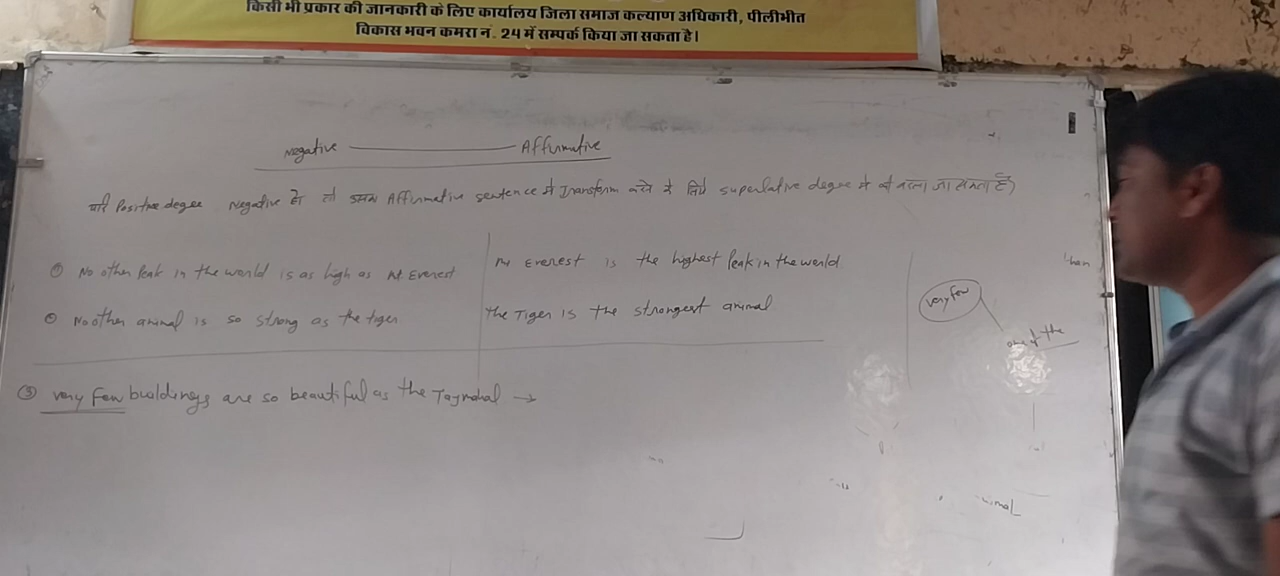 किसी भी प्रकार की जानकारी के लिए कार्यालय जिला समाज कल्याण अधिकारी, पीलीभीत
विकास भवन कमरा न. 24 में सम्पर्क किया जा सकता है।
Negative — Affirmative
यदि Positive degree Negative हो तो उसका Affirmative sentence में Transform करने के लिये superlative degree में जा सकता है)
① No other Peak in the world is as high as Mt Everest
Mt Everest is the highest Peak in the world
② No other animal is so strong as the tiger
The Tiger is the strongest animal
③ very few buildings are so beautiful as the Tajmahal →
than
very few
one of the